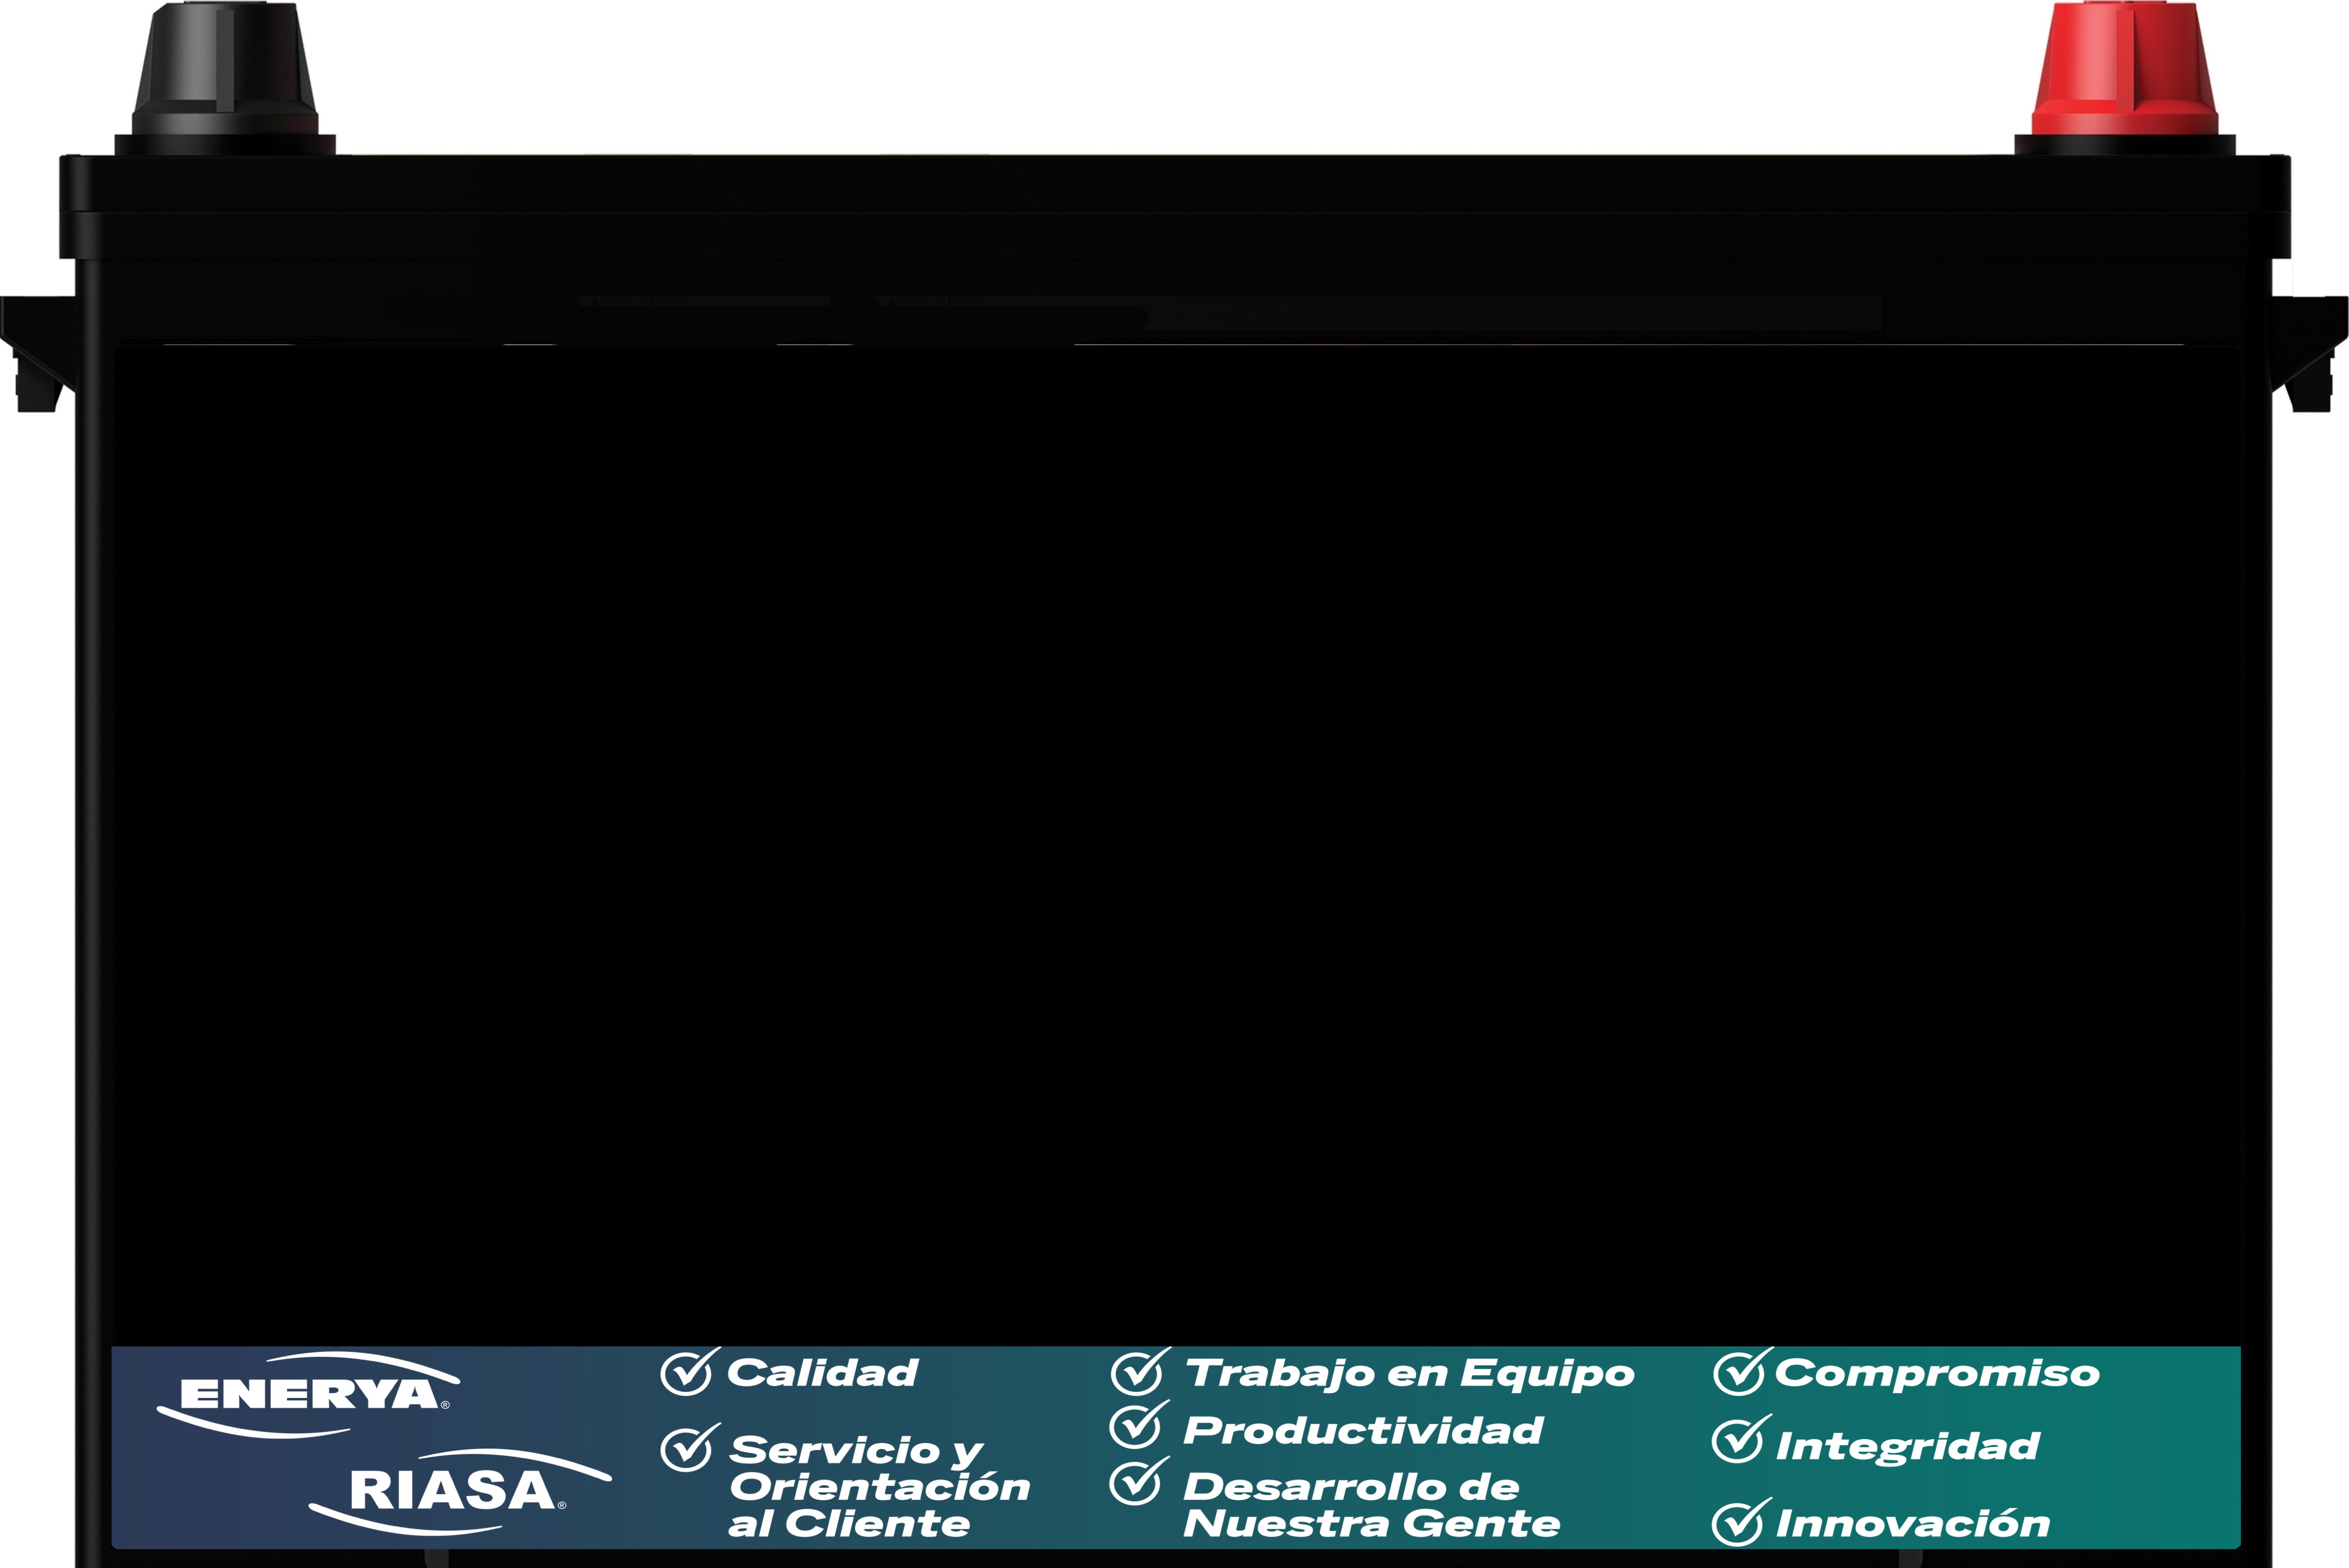 ENERYA®
RIASA®
Calidad
Servicio y
Orientación
al Cliente
Trabajo en Equipo
Productividad
Desarrollo de
Nuestra Gente
Compromiso
Integridad
Innovación